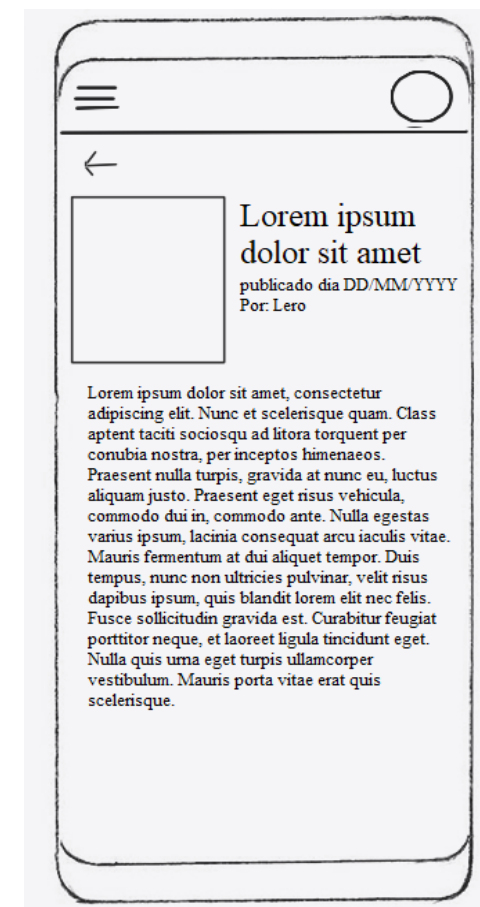 Lorem ipsum
dolor sit amet
publicado dia DD/MM/YYYY
Por: Lero
Lorem ipsum dolor sit amet, consectetur
adipiscing elit. Nunc et scelerisque quam. Class
aptent taciti sociosqu ad litora torquent per
conubia nostra, per inceptos himenaeos.
Praesent nulla turpis, gravida at nunc eu, luctus
aliquam justo. Praesent eget risus vehicula,
commodo dui in, commodo ante. Nulla egestas
varius ipsum, lacinia consequat arcu iaculis vitae.
Mauris fermentum at dui aliquet tempor. Duis
tempus, nunc non ultricies pulvinar, velit risus
dapibus ipsum, quis blandit lorem elit nec felis.
Fusce sollicitudin gravida est. Curabitur feugiat
porttitor neque, et laoreet ligula tincidunt eget.
Nulla quis urna eget turpis ullamcorper
vestibulum. Mauris porta vitae erat quis
scelerisque.